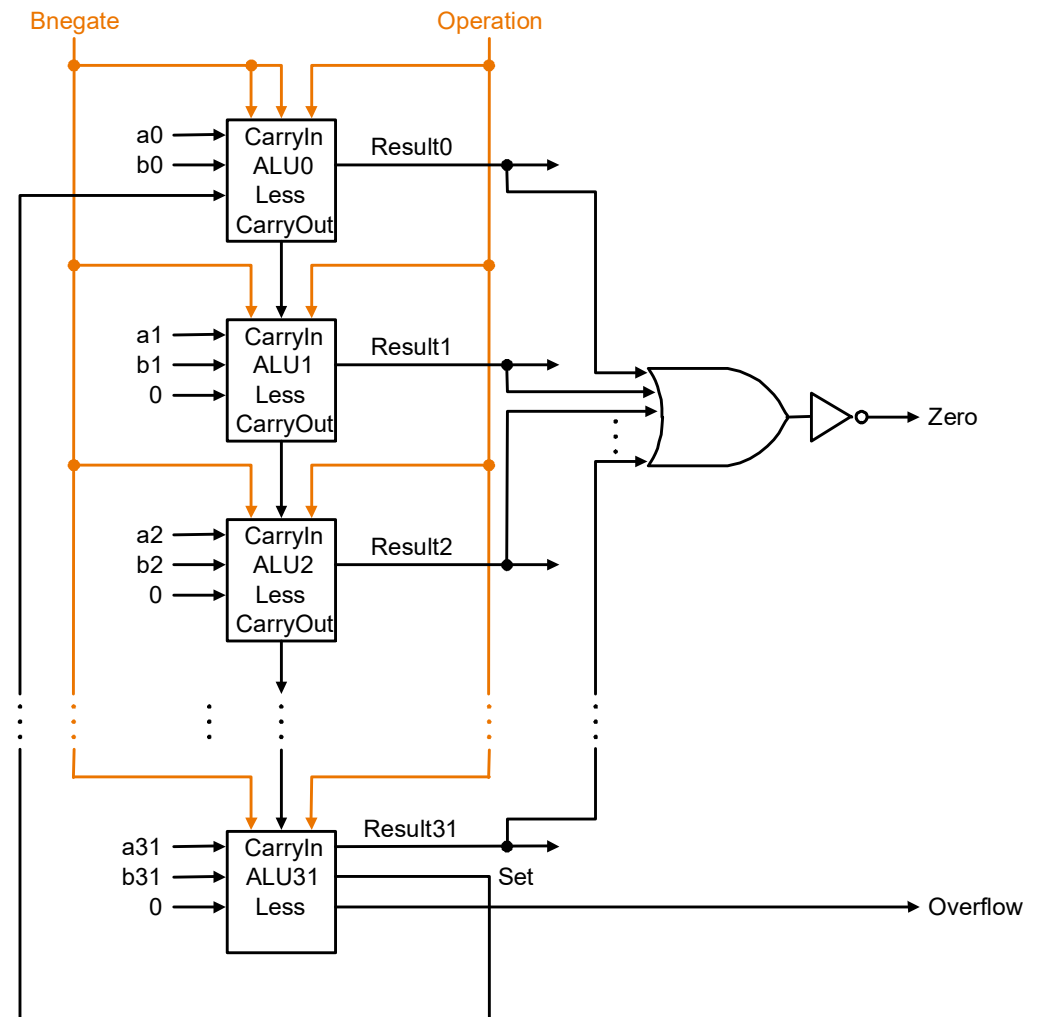 Bnegate Operation
a0 CarryIn Result0
b0 ALU0
Less
CarryOut
a1 CarryIn Result1
b1 ALU1
0 Less
CarryOut
Zero
a2 CarryIn Result2
b2 ALU2
0 Less
CarryOut
Result31
a31 CarryIn
b31 ALU31 Set
0 Less Overflow